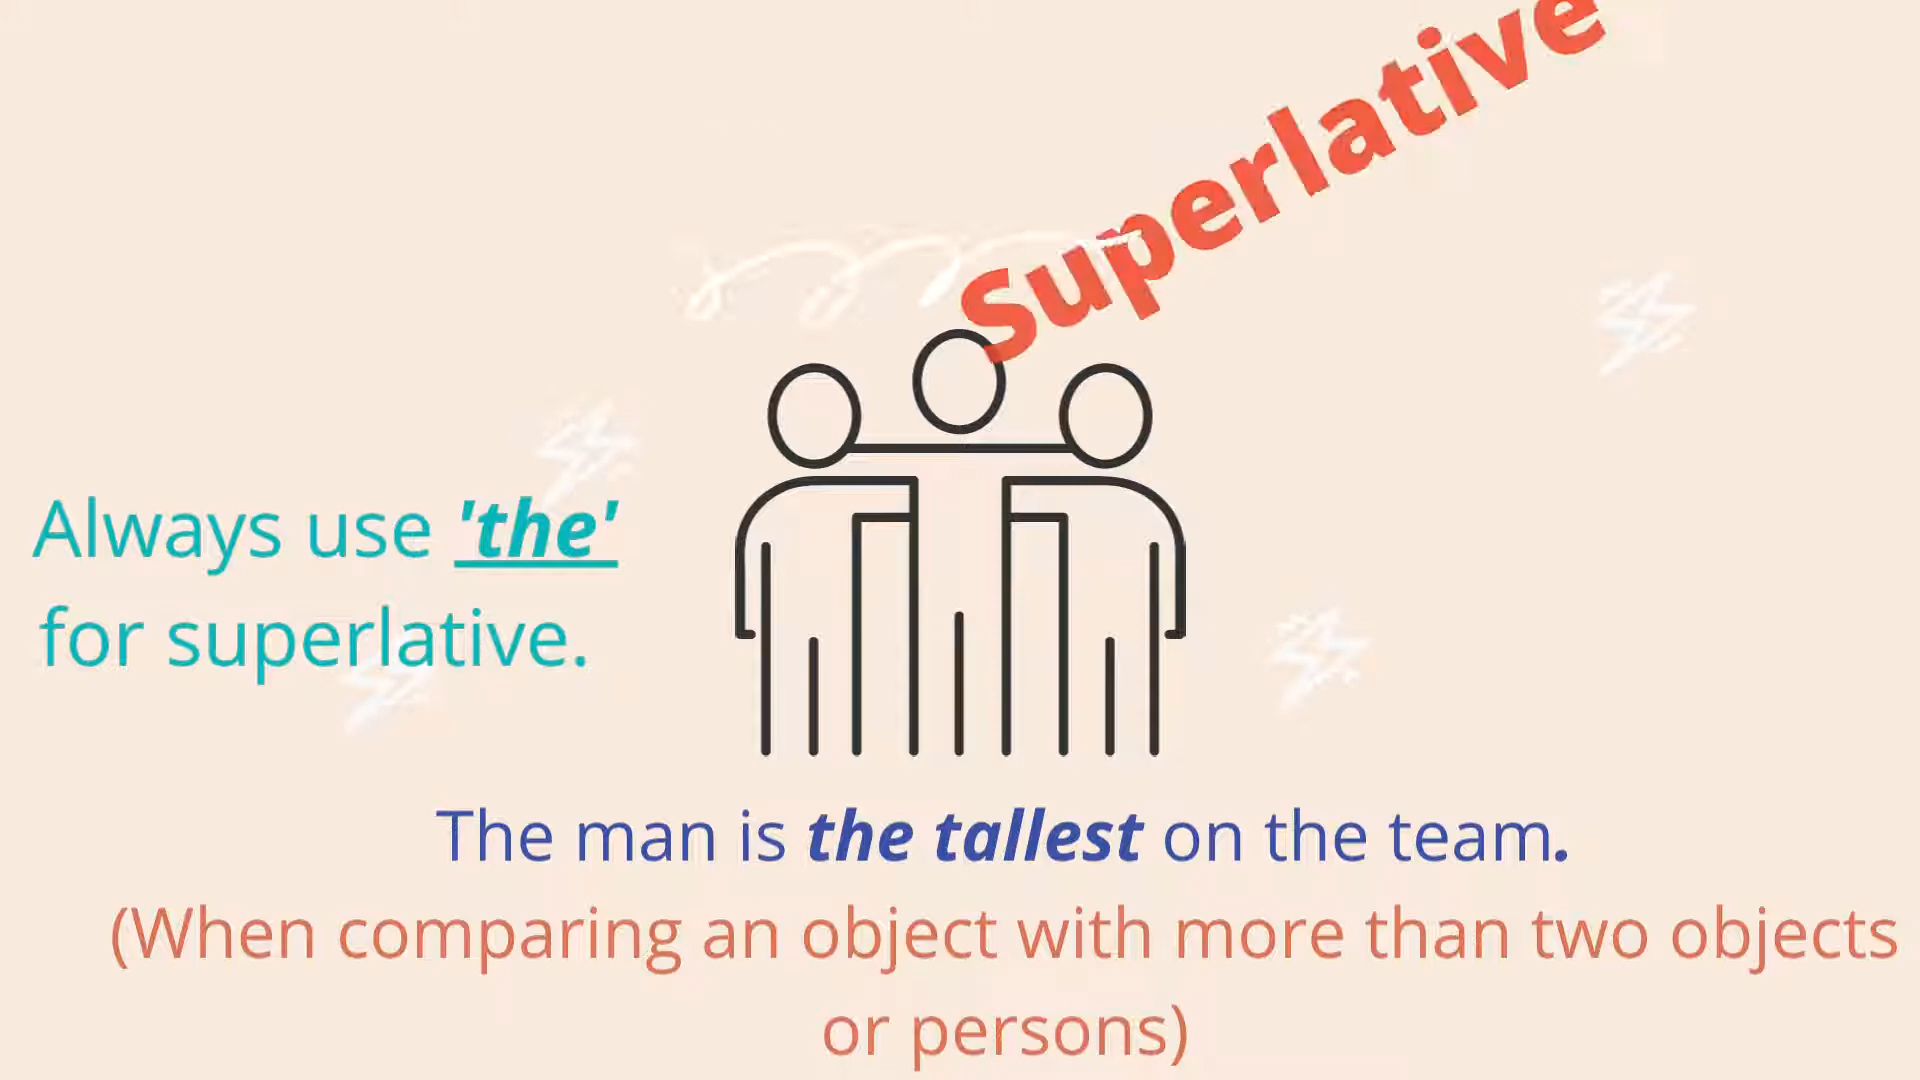 Superlative
Always use 'the'
for superlative.
The man is the tallest on the team.
(When comparing an object with more than two objects
or persons)